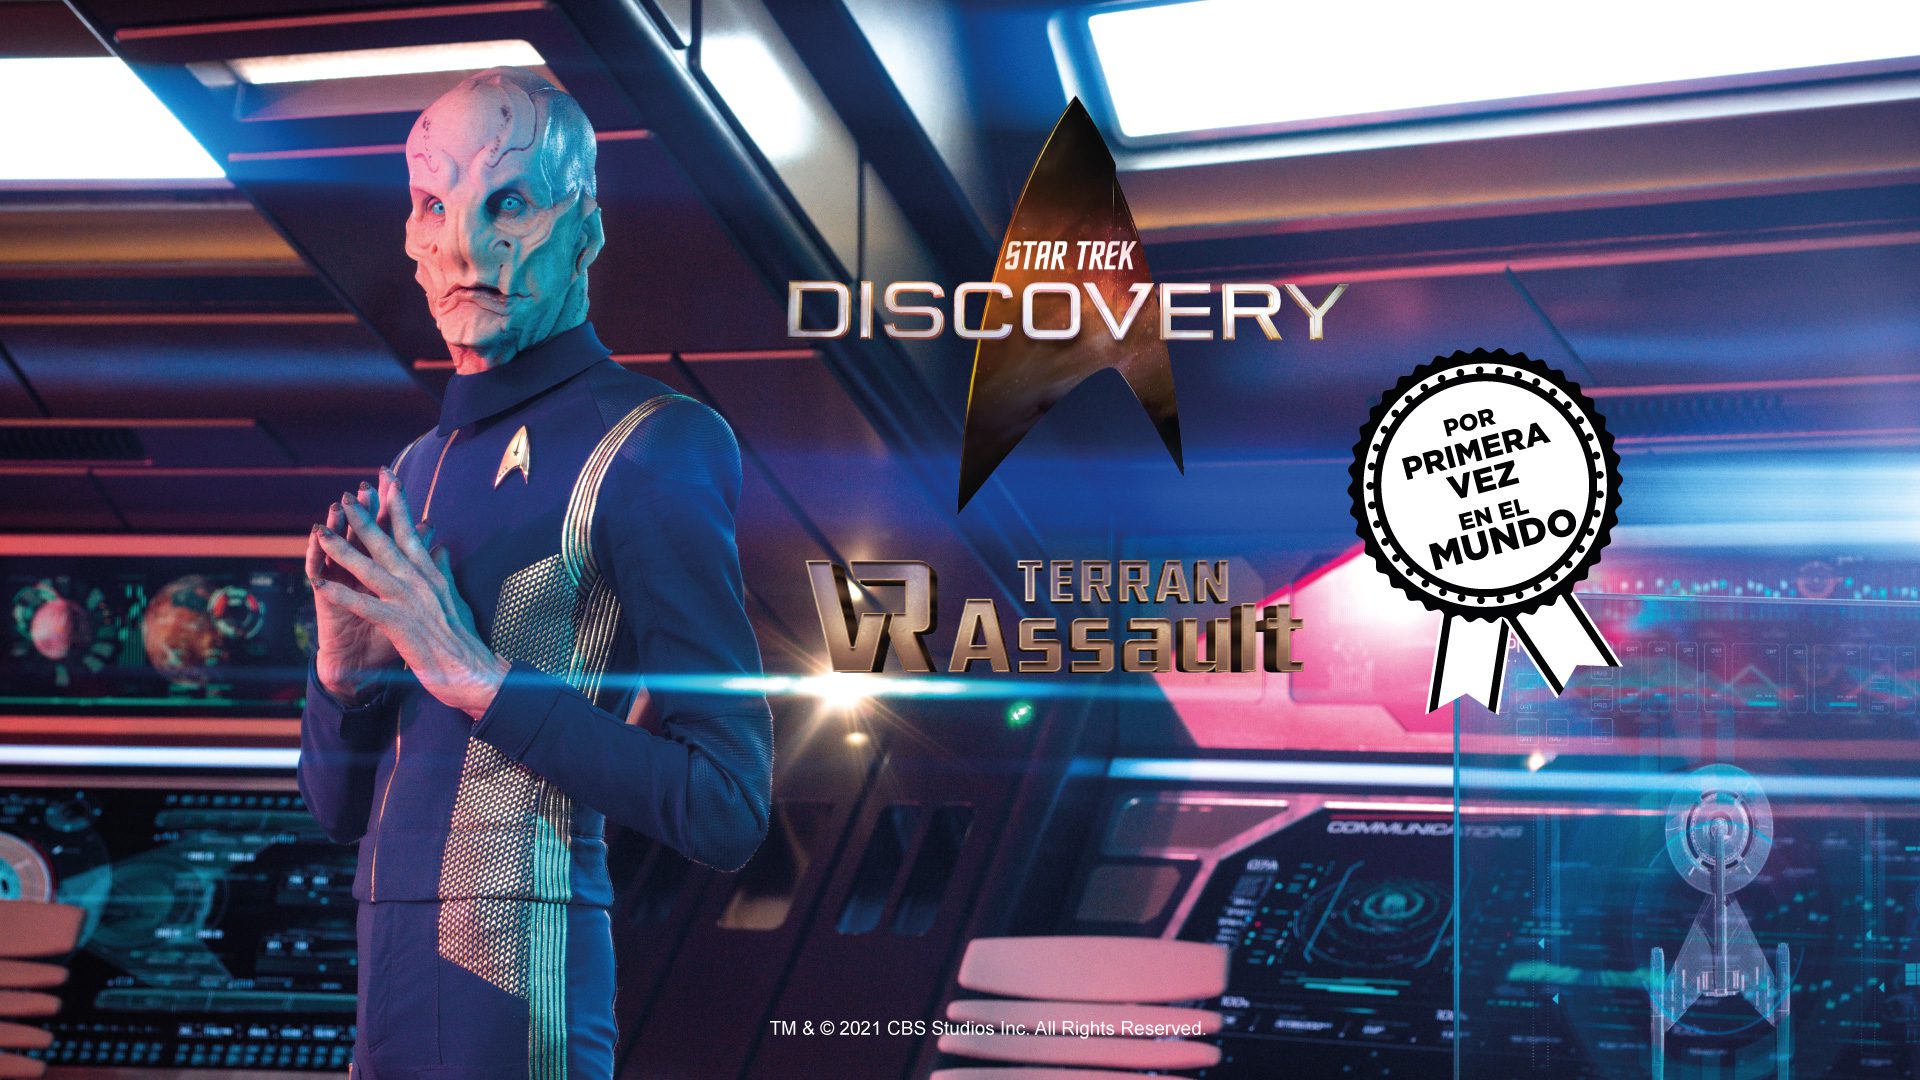 STAR TREK
DISCOVERY
VR TERRAN
ASSAULT
POR
PRIMERA
VEZ
EN EL
MUNDO
COMMUNICATIONS
TM & © 2021 CBS Studios Inc. All Rights Reserved.